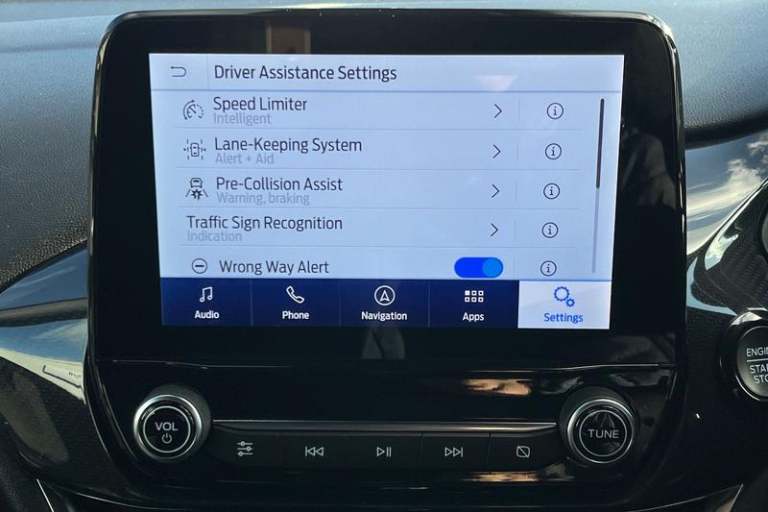 Driver Assistance Settings
Speed Limiter
Intelligent
Lane-Keeping System
Alert + Aid
Pre-Collision Assist
Warning, braking
Traffic Sign Recognition
Indication
Wrong Way Alert
Audio
Phone
Navigation
Apps
Settings
VOL
TUNE
ENGINE